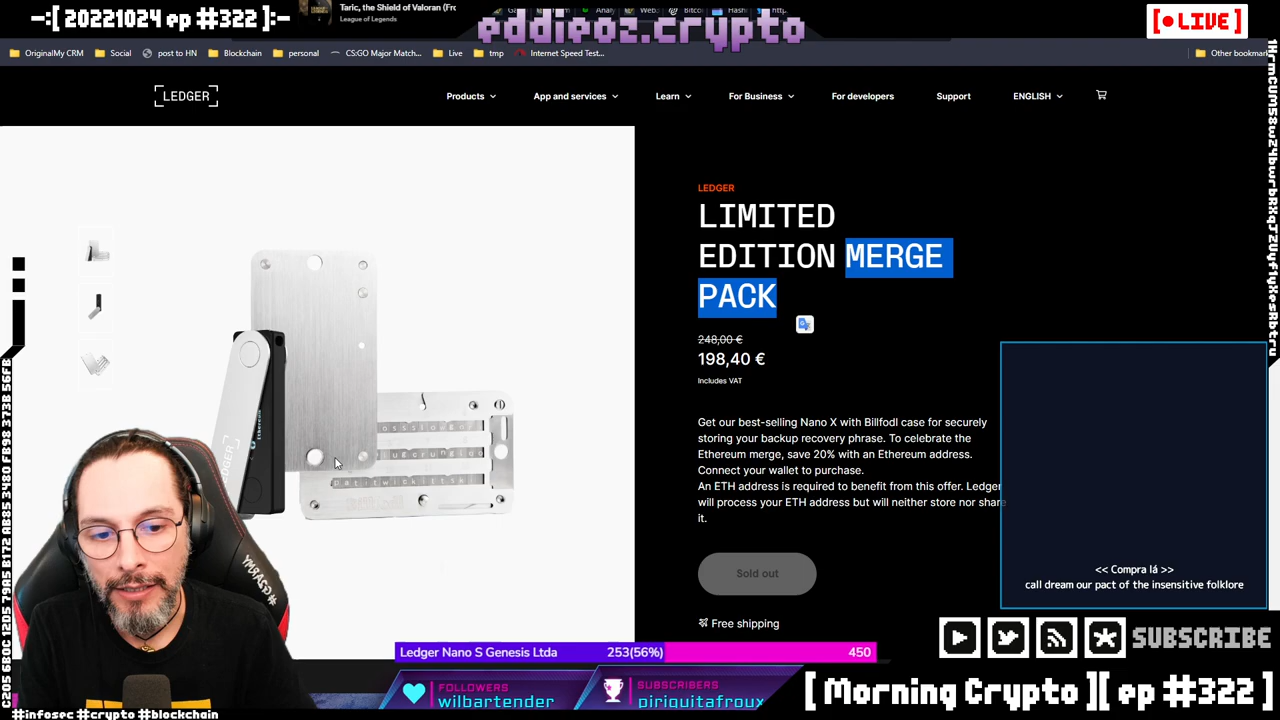 -:[ 20221024 ep #322 ]:-
Taric, the Shield of Valoran (Fro
League of Legends
eddieoz.crypto
[ • LIVE ]
OriginalMy CRM
Social
post to HN
Blockchain
personal
CS:GO Major Match...
Live
tmp
Internet Speed Test...
Other bookmar
LEDGER
Products
App and services
Learn
For Business
For developers
Support
ENGLISH
LEDGER
LIMITED
EDITION MERGE
PACK
248,00 €
198,40 €
Includes VAT
Get our best-selling Nano X with Billfodl case for securely
storing your backup recovery phrase. To celebrate the
Ethereum merge, save 20% with an Ethereum address.
Connect your wallet to purchase.
An ETH address is required to benefit from this offer. Ledger
will process your ETH address but will neither store nor share
it.
Sold out
Free shipping
<< Compra lá >>
call dream our pact of the insensitive folklore
Ledger Nano S Genesis Ltda
253(56%)
450
FOLLOWERS
wilbartender
SUBSCRIBERS
piriguitafroux
SUBSCRIBE
[ Morning Crypto ][ ep #322 ]
#infosec #crypto #blockchain